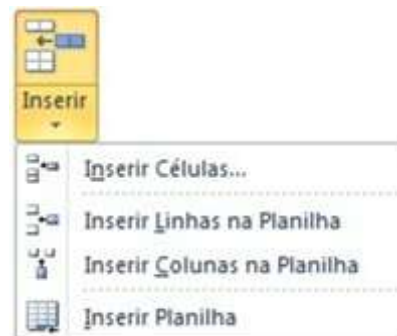 Inserir
Inserir Células...
Inserir Linhas na Planilha
Inserir Colunas na Planilha
Inserir Planilha